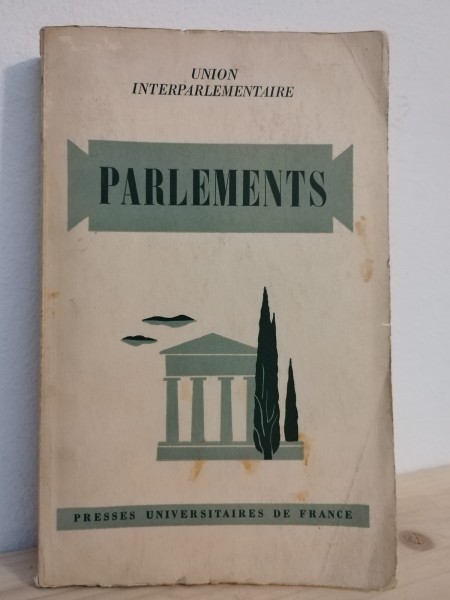 UNION
INTERPARLEMENTAIRE
PARLEMENTS
PRESSES UNIVERSITAIRES DE FRANCE